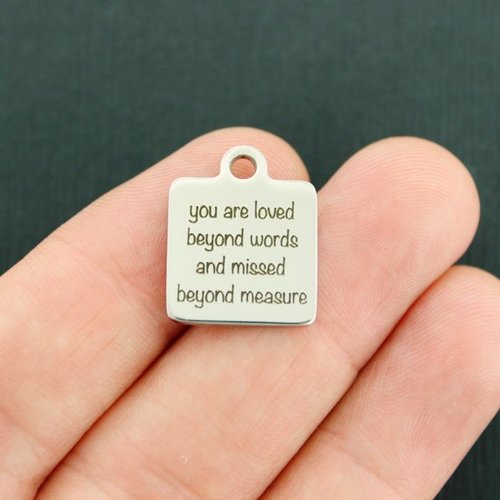 you are loved
beyond words
and missed
beyond measure